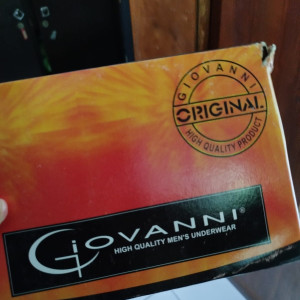 GIOVANNI
ORIGINAL
HIGH QUALITY PRODUCT
GIOVANNI®
HIGH QUALITY MEN'S UNDERWEAR